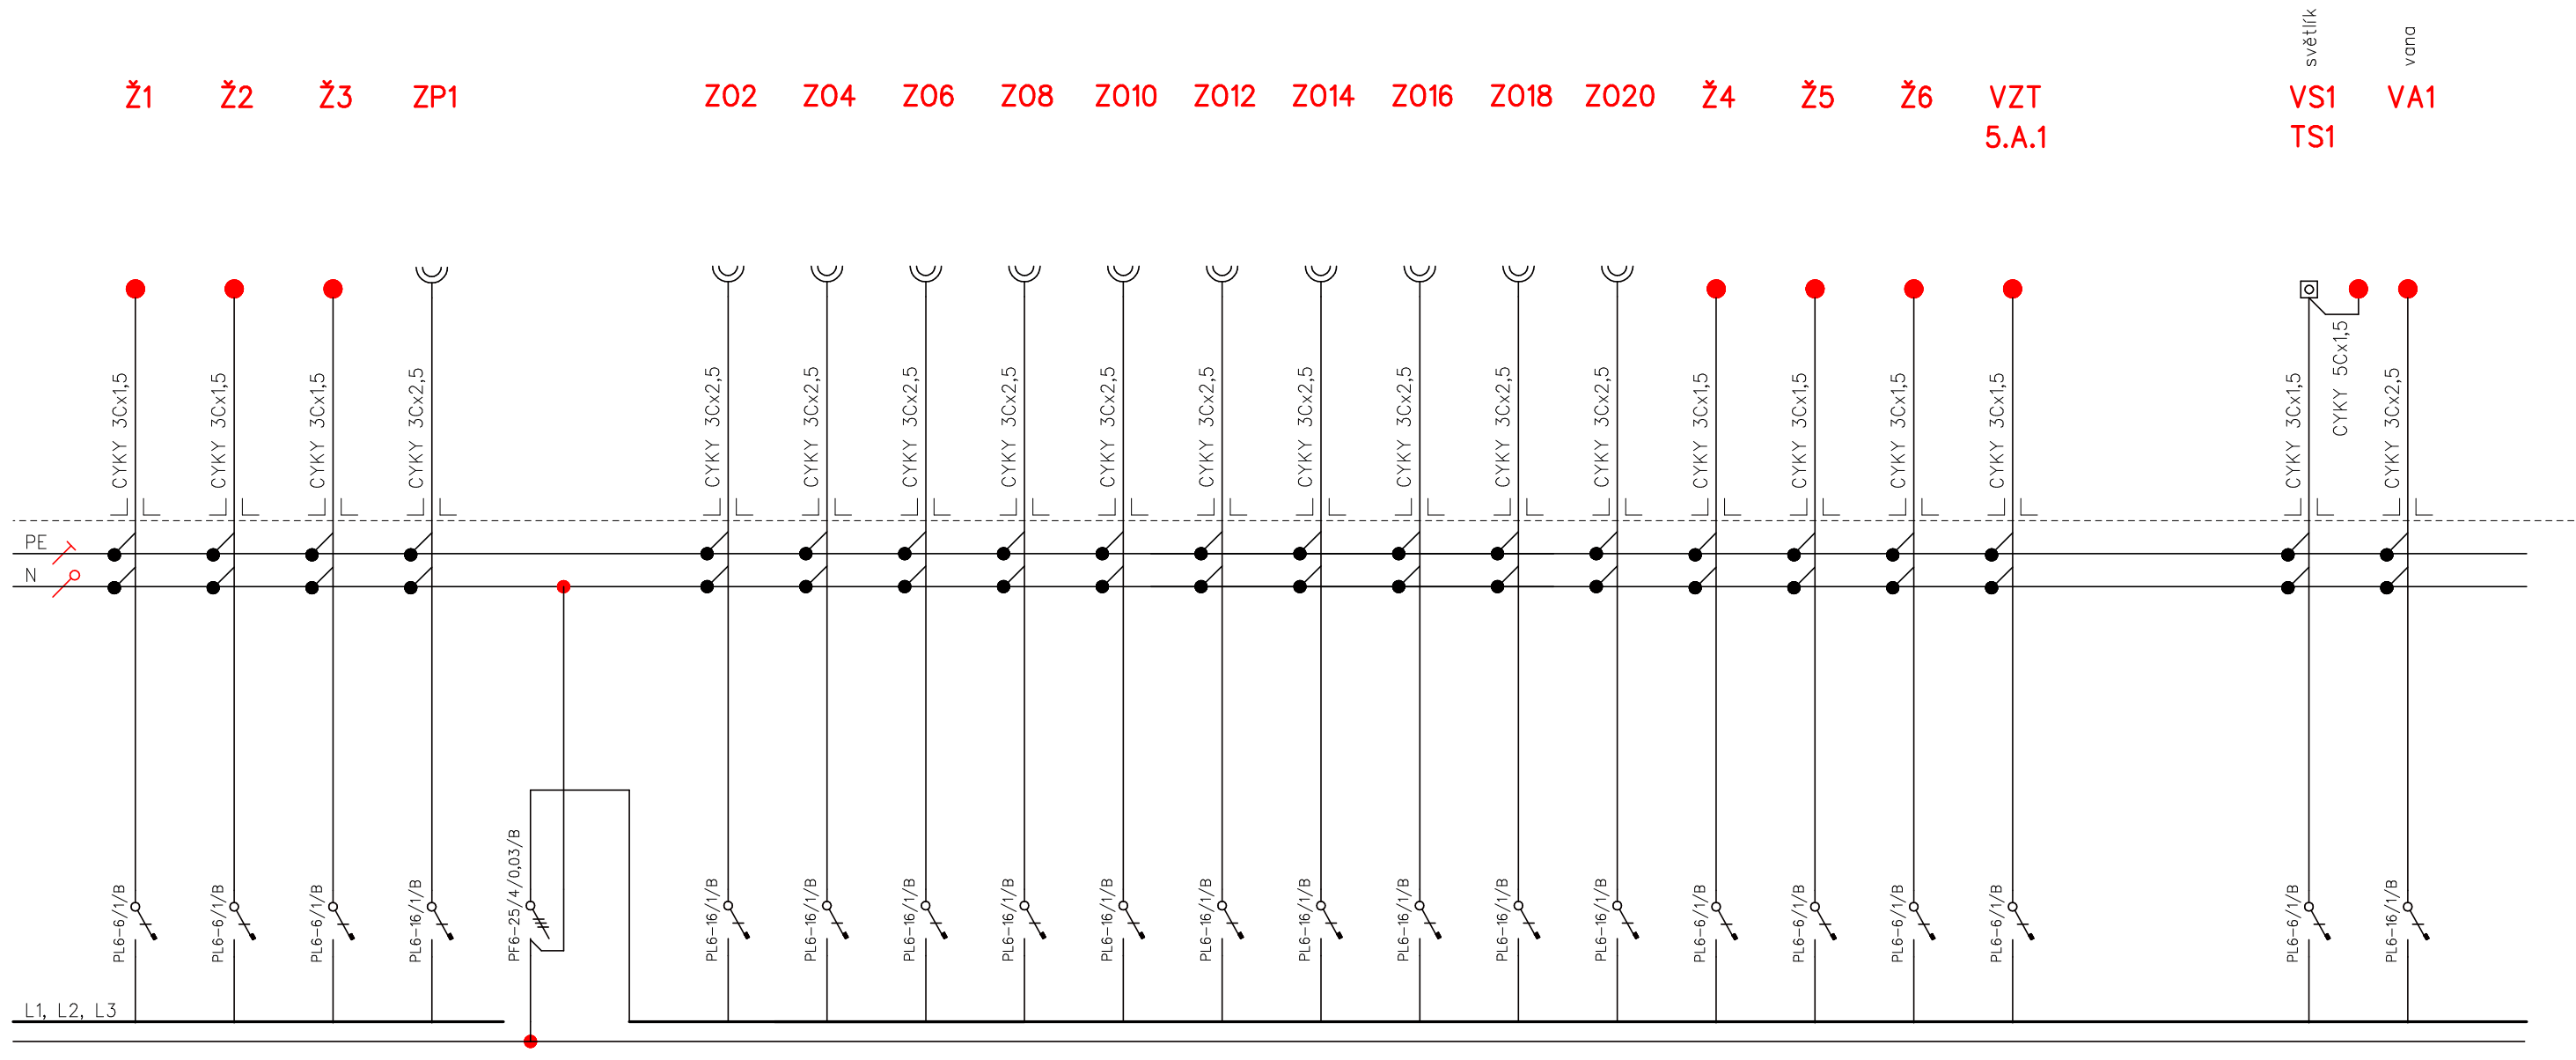 světlík
vana
Ž1
Ž2
Ž3
ZP1
ZO2
ZO4
ZO6
ZO8
ZO10
ZO12
ZO14
ZO16
ZO18
ZO20
Ž4
Ž5
Ž6
VZT
5.A.1
VS1
TS1
VA1
CYKY 3Cx1,5
CYKY 3Cx1,5
CYKY 3Cx1,5
CYKY 3Cx2,5
CYKY 3Cx2,5
CYKY 3Cx2,5
CYKY 3Cx2,5
CYKY 3Cx2,5
CYKY 3Cx2,5
CYKY 3Cx2,5
CYKY 3Cx2,5
CYKY 3Cx2,5
CYKY 3Cx2,5
CYKY 3Cx2,5
CYKY 3Cx1,5
CYKY 3Cx1,5
CYKY 3Cx1,5
CYKY 3Cx1,5
CYKY 3Cx1,5
CYKY 5Cx1,5
CYKY 3Cx2,5
PE
N
PL6-6/1/B
PL6-6/1/B
PL6-6/1/B
PL6-16/1/B
PF6-25/4/0,03/B
PL6-16/1/B
PL6-16/1/B
PL6-16/1/B
PL6-16/1/B
PL6-16/1/B
PL6-16/1/B
PL6-16/1/B
PL6-16/1/B
PL6-16/1/B
PL6-16/1/B
PL6-6/1/B
PL6-6/1/B
PL6-6/1/B
PL6-6/1/B
PL6-6/1/B
PL6-16/1/B
L1, L2, L3